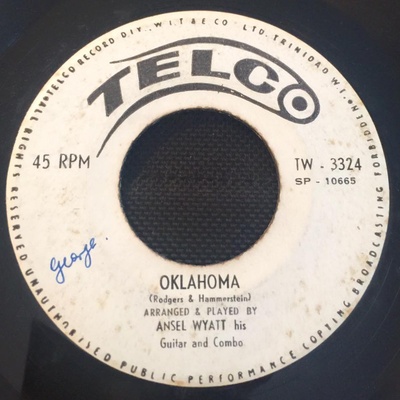 TELCO RECORD DIV., W.I.T. & CO. LTD., TRINIDAD W.I.
TELCO
45 RPM
TW - 3324
SP - 10665
george.
OKLAHOMA
(Rodgers & Hammerstein)
ARRANGED & PLAYED BY
ANSEL WYATT his
Guitar and Combo
ALL RIGHTS RESERVED UNAUTHORISED PUBLIC PERFORMANCE COPYING BROADCASTING FORBIDDEN.